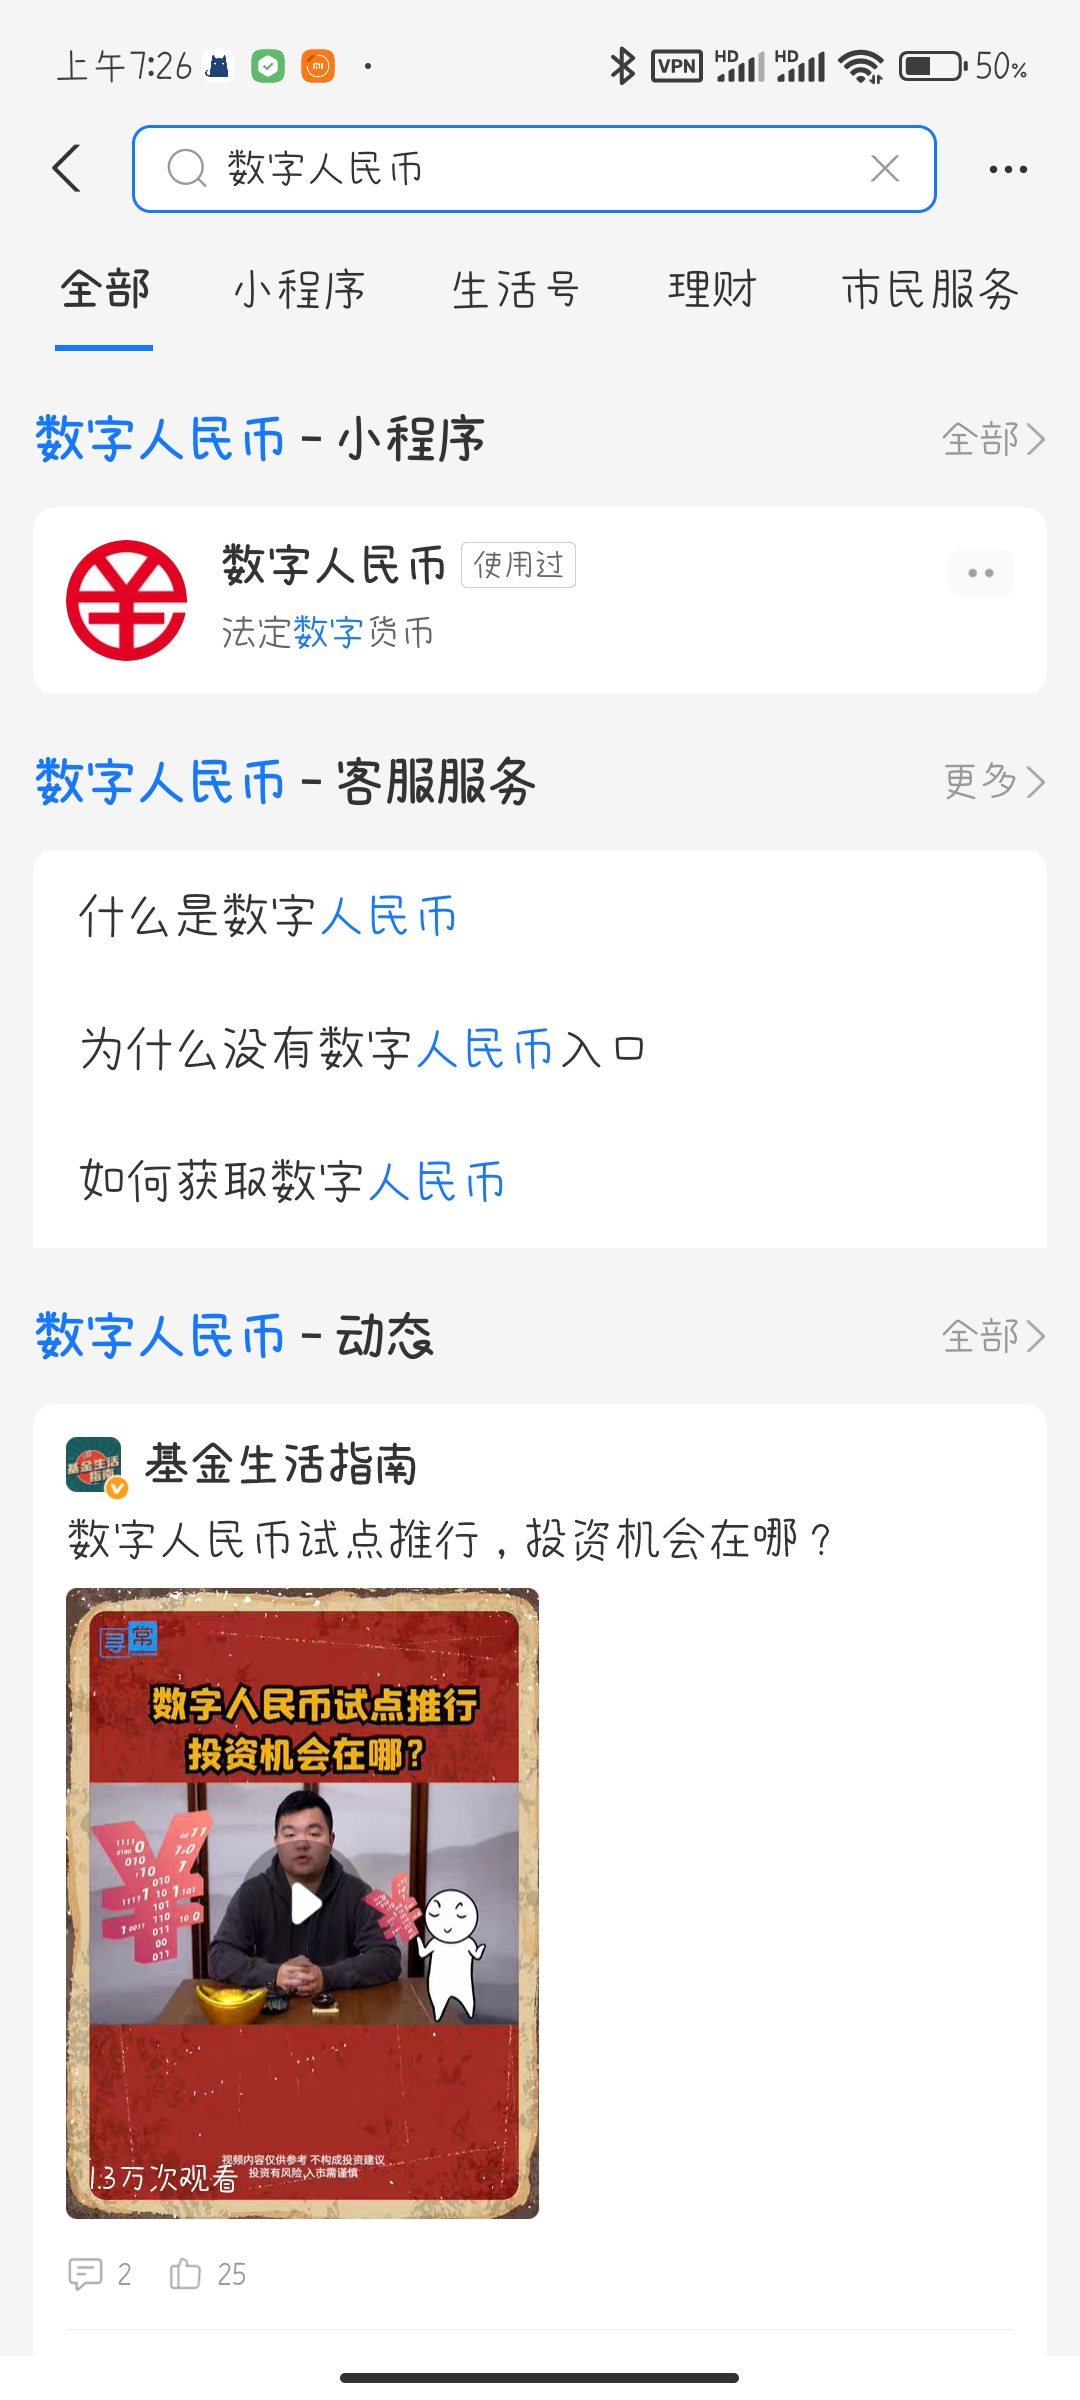 上午7:26
VPN HD HD 50%
数字人民币
全部 小程序 生活号 理财 市民服务
数字人民币 - 小程序 全部
数字人民币 使用过
法定数字货币
数字人民币 - 客服服务 更多
什么是数字人民币
为什么没有数字人民币入口
如何获取数字人民币
数字人民币 - 动态 全部
基金生活指南
基金生活
指南
数字人民币试点推行，投资机会在哪？
寻常
数字人民币试点推行
投资机会在哪？
视频内容仅供参考 不构成投资建议
投资有风险,入市需谨慎
1.3万次观看
2 25